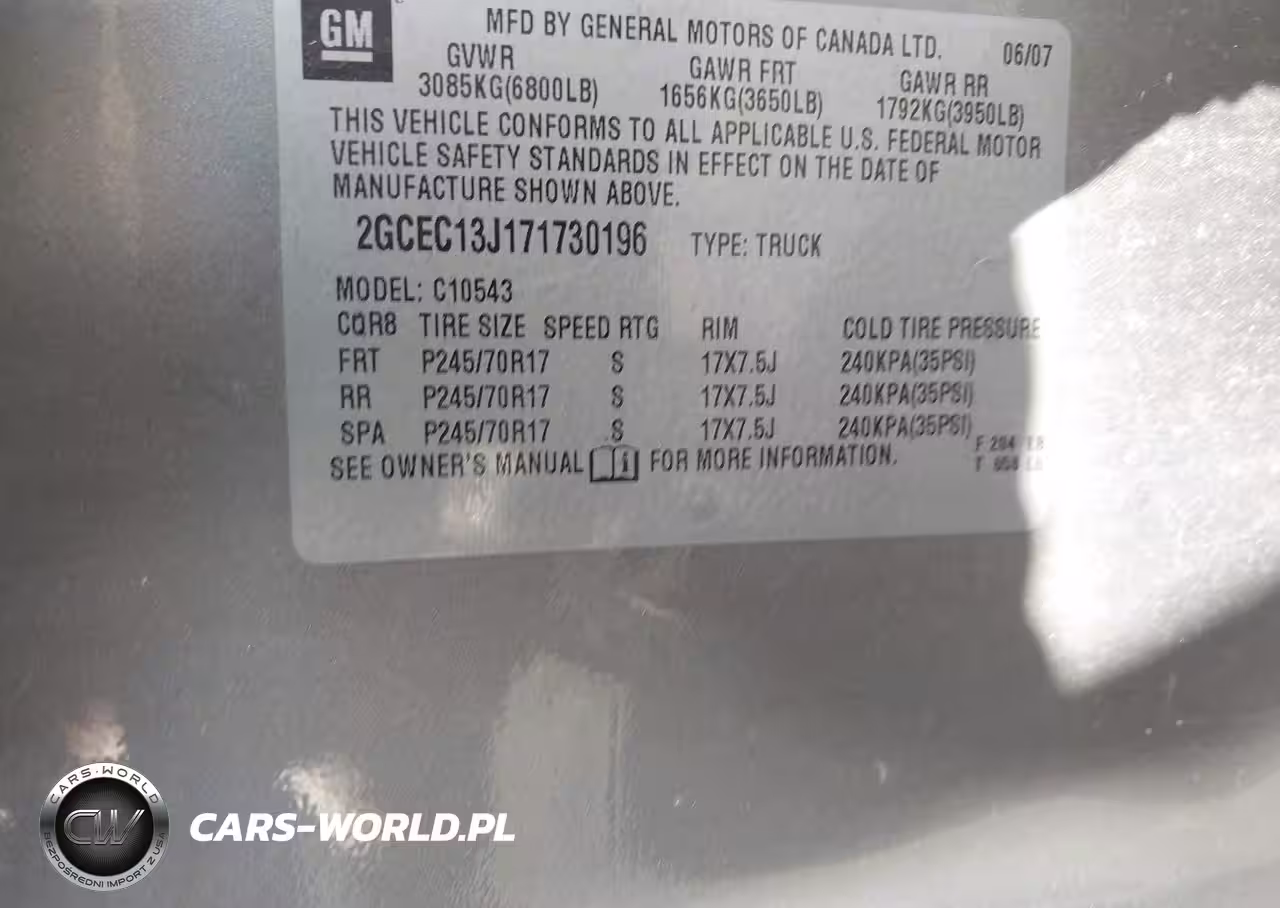 GM
MFD BY GENERAL MOTORS OF CANADA LTD. 06/07
GVWR GAWR FRT GAWR RR
3085KG(6800LB) 1656KG(3650LB) 1792KG(3950LB)
THIS VEHICLE CONFORMS TO ALL APPLICABLE U.S. FEDERAL MOTOR
VEHICLE SAFETY STANDARDS IN EFFECT ON THE DATE OF
MANUFACTURE SHOWN ABOVE.
2GCEC13J171730196 TYPE: TRUCK
MODEL: C10543
CQR8 TIRE SIZE SPEED RTG RIM COLD TIRE PRESSURE
FRT P245/70R17 S 17X7.5J 240KPA(35PSI)
RR P245/70R17 S 17X7.5J 240KPA(35PSI)
SPA P245/70R17 S 17X7.5J 240KPA(35PSI)
SEE OWNER'S MANUAL FOR MORE INFORMATION.
CARS-WORLD
CW
BEZPOŚREDNI IMPORT Z USA
CARS-WORLD.PL